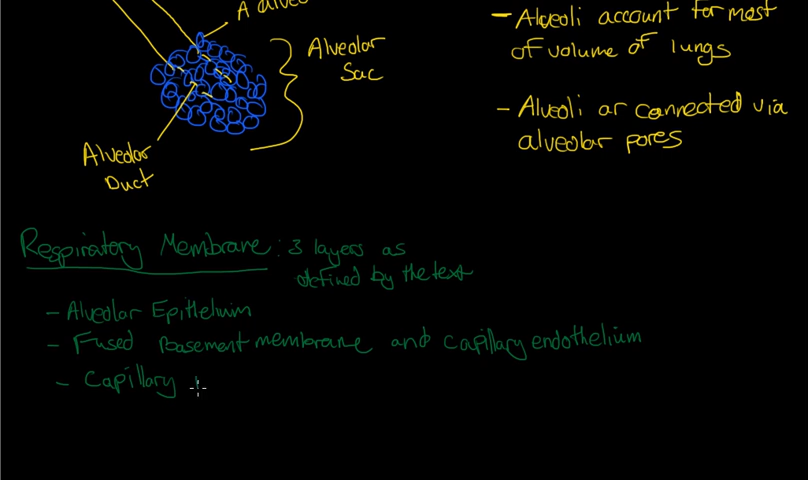 A alveo
Alveolar
Sac
Alveolar
Duct
- Alveoli account for most
of volume of lungs
- Alveoli ar connected via
alveolar pores
Respiratory Membrane: 3 layers as
defined by the text
- Alveolar Epithelium
- Fused Basement membrane and capillary endothelium
- Capillary